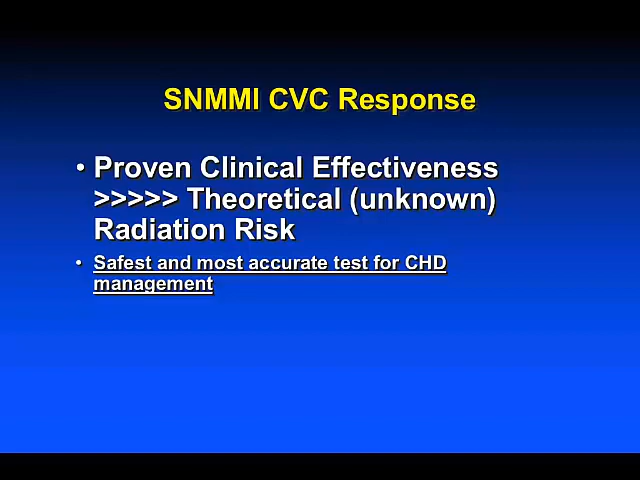 SNMMI CVC Response
• Proven Clinical Effectiveness
>>>>> Theoretical (unknown)
Radiation Risk
• Safest and most accurate test for CHD
management